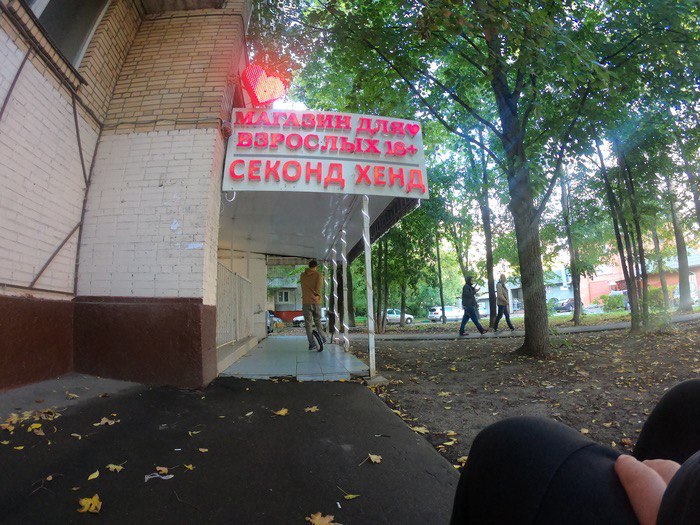 МАГАЗИН ДЛЯ
ВЗРОСЛЫХ 18+
СЕКОНД ХЕНД